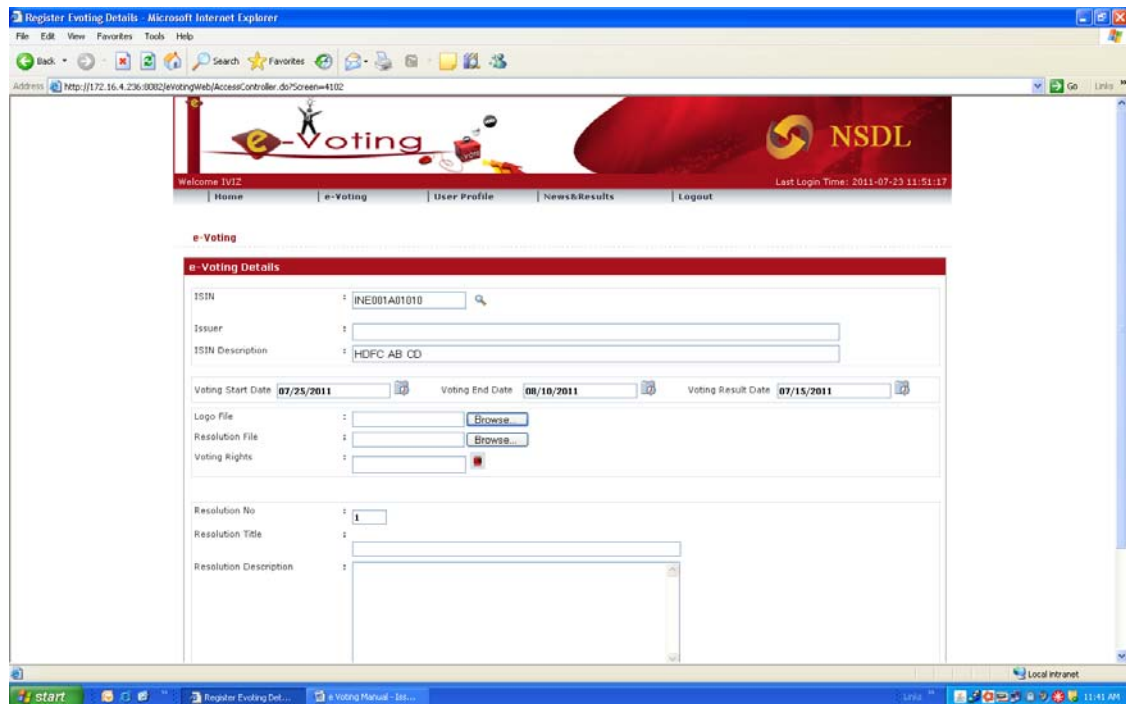 Register Evoting Details - Microsoft Internet Explorer
File Edit View Favorites Tools Help
Back Search Favorites
Address http://172.16.4.236:8082/eVotingWeb/AccessController.do?Screen=4102 Go Links
e-Voting
VOTE
NSDL
Welcome IVIZ Last Login Time: 2011-07-23 11:51:17
Home e-Voting User Profile News&Results Logout
e-Voting
e-Voting Details
ISIN : INE001A01010
Issuer :
ISIN Description : HDFC AB CD
Voting Start Date 07/25/2011 Voting End Date 08/10/2011 Voting Result Date 07/15/2011
Logo File : Browse...
Resolution File : Browse...
Voting Rights :
Resolution No : 1
Resolution Title :
Resolution Description :
Local intranet
start Register Evoting Det... e Voting Manual - Iss... Links 11:41 AM